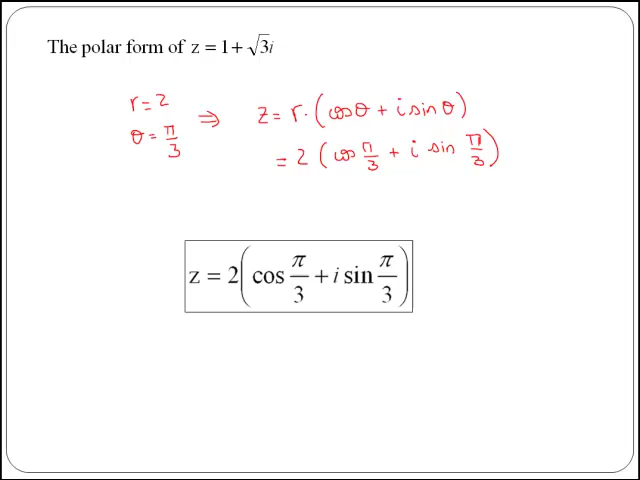 The polar form of z = 1 + √3i
r = 2
θ = π/3
⇒ z = r · (cosθ + i sin θ)
= 2 (cos π/3 + i sin π/3)
z = 2(cos π/3 + i sin π/3)